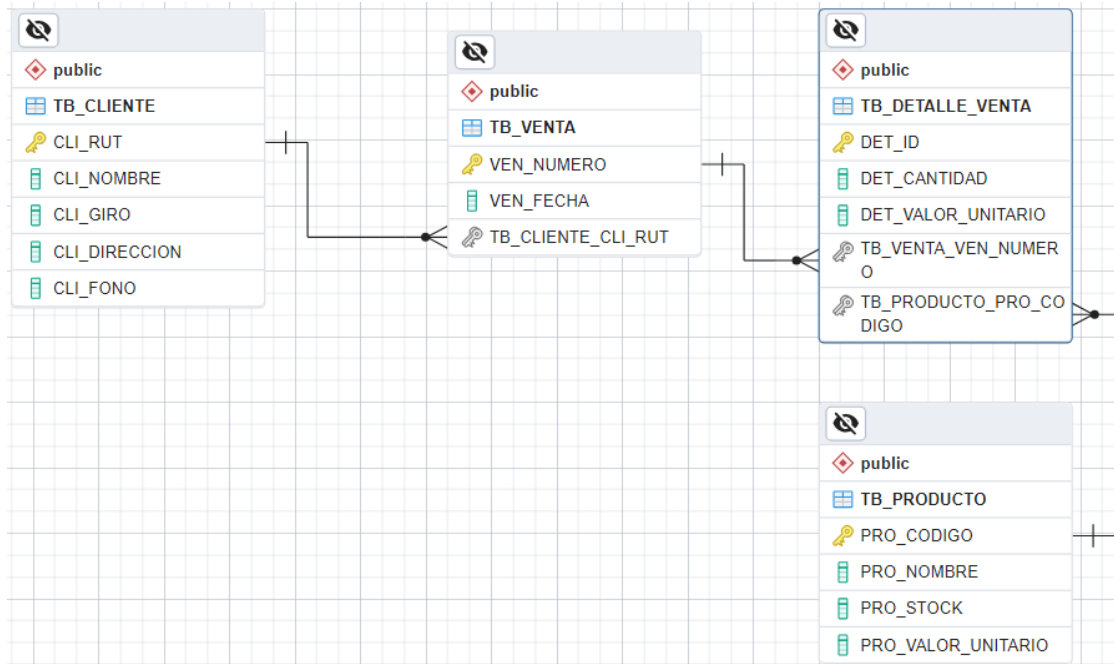 public
TB_CLIENTE
CLI_RUT
CLI_NOMBRE
CLI_GIRO
CLI_DIRECCION
CLI_FONO
public
TB_VENTA
VEN_NUMERO
VEN_FECHA
TB_CLIENTE_CLI_RUT
public
TB_DETALLE_VENTA
DET_ID
DET_CANTIDAD
DET_VALOR_UNITARIO
TB_VENTA_VEN_NUMER
O
TB_PRODUCTO_PRO_CO
DIGO
public
TB_PRODUCTO
PRO_CODIGO
PRO_NOMBRE
PRO_STOCK
PRO_VALOR_UNITARIO